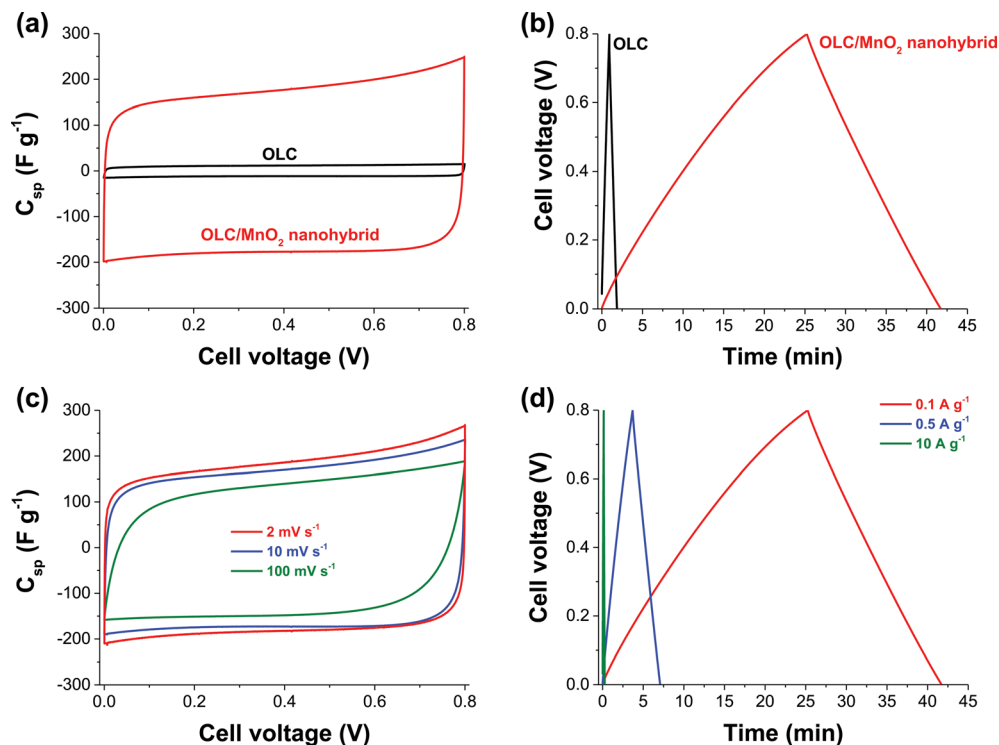 (a)
300
200
100
0
-100
-200
-300
C_sp (F g⁻¹)
OLC
OLC/MnO₂ nanohybrid
0.0 0.2 0.4 0.6 0.8
Cell voltage (V)
(b)
0.8
0.6
0.4
0.2
0.0
Cell voltage (V)
OLC
OLC/MnO₂ nanohybrid
0 5 10 15 20 25 30 35 40 45
Time (min)
(c)
300
200
100
0
-100
-200
-300
C_sp (F g⁻¹)
2 mV s⁻¹
10 mV s⁻¹
100 mV s⁻¹
0.0 0.2 0.4 0.6 0.8
Cell voltage (V)
(d)
0.1 A g⁻¹
0.5 A g⁻¹
10 A g⁻¹
0.8
0.6
0.4
0.2
0.0
Cell voltage (V)
0 5 10 15 20 25 30 35 40 45
Time (min)